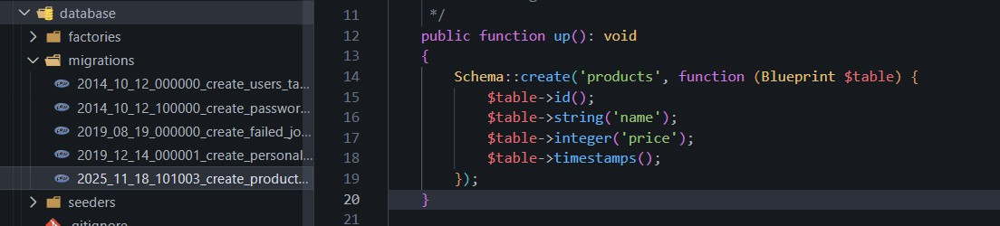 database
factories
migrations
2014_10_12_000000_create_users_ta...
2014_10_12_100000_create_passwor...
2019_08_19_000000_create_failed_jo...
2019_12_14_000001_create_personal...
2025_11_18_101003_create_product...
seeders
.gitignore
11 */
12 public function up(): void
13 {
14 Schema::create('products', function (Blueprint $table) {
15 $table->id();
16 $table->string('name');
17 $table->integer('price');
18 $table->timestamps();
19 });
20 }
21